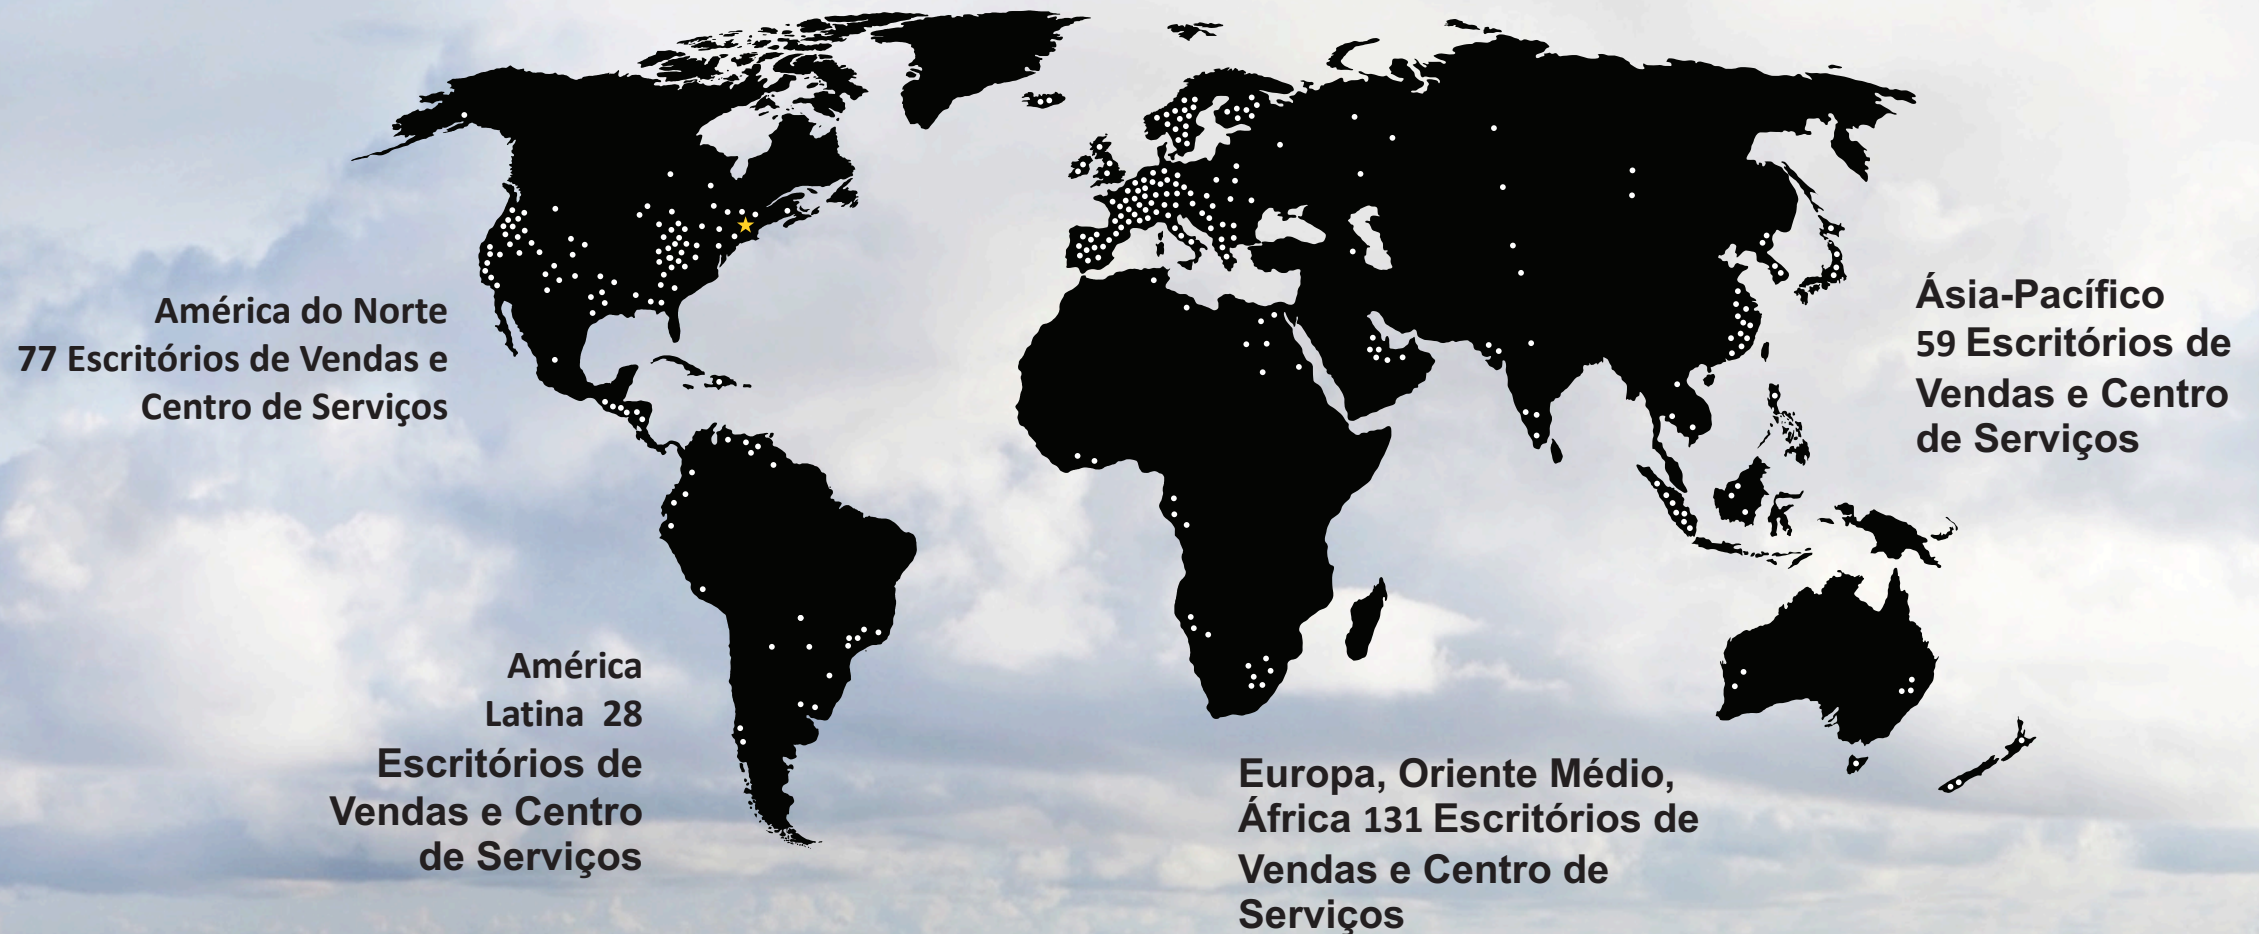 América do Norte
77 Escritórios de Vendas e
Centro de Serviços
Ásia-Pacífico
59 Escritórios de
Vendas e Centro
de Serviços
América
Latina 28
Escritórios de
Vendas e Centro
de Serviços
Europa, Oriente Médio,
África 131 Escritórios de
Vendas e Centro de
Serviços